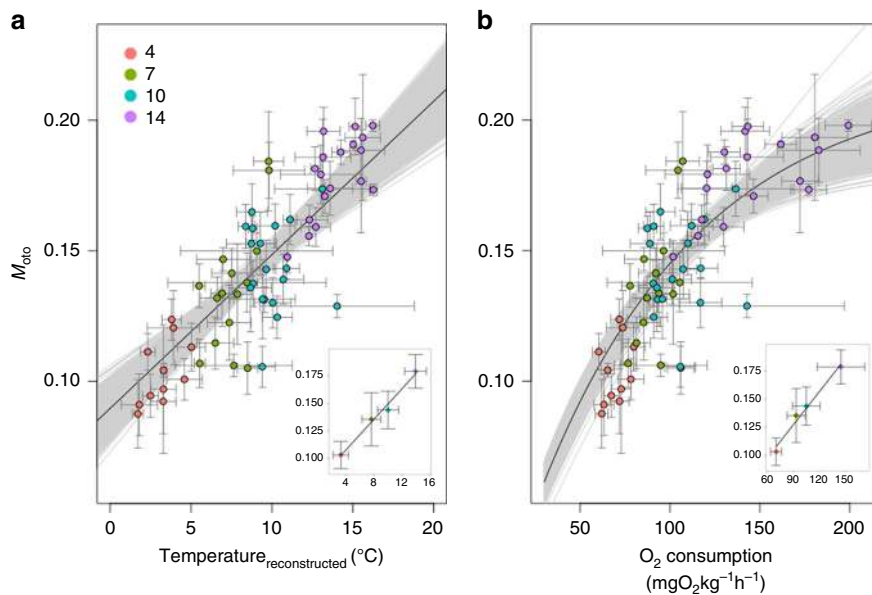 a
b
4
7
10
14
0.20
0.15
0.10
M_oto
0.175
0.150
0.125
0.100
4 8 12 16
0 5 10 15 20
Temperature_reconstructed (°C)
0.20
0.15
0.10
0.175
0.150
0.125
0.100
60 90 120 150
50 100 150 200
O₂ consumption
(mgO₂kg⁻¹h⁻¹)